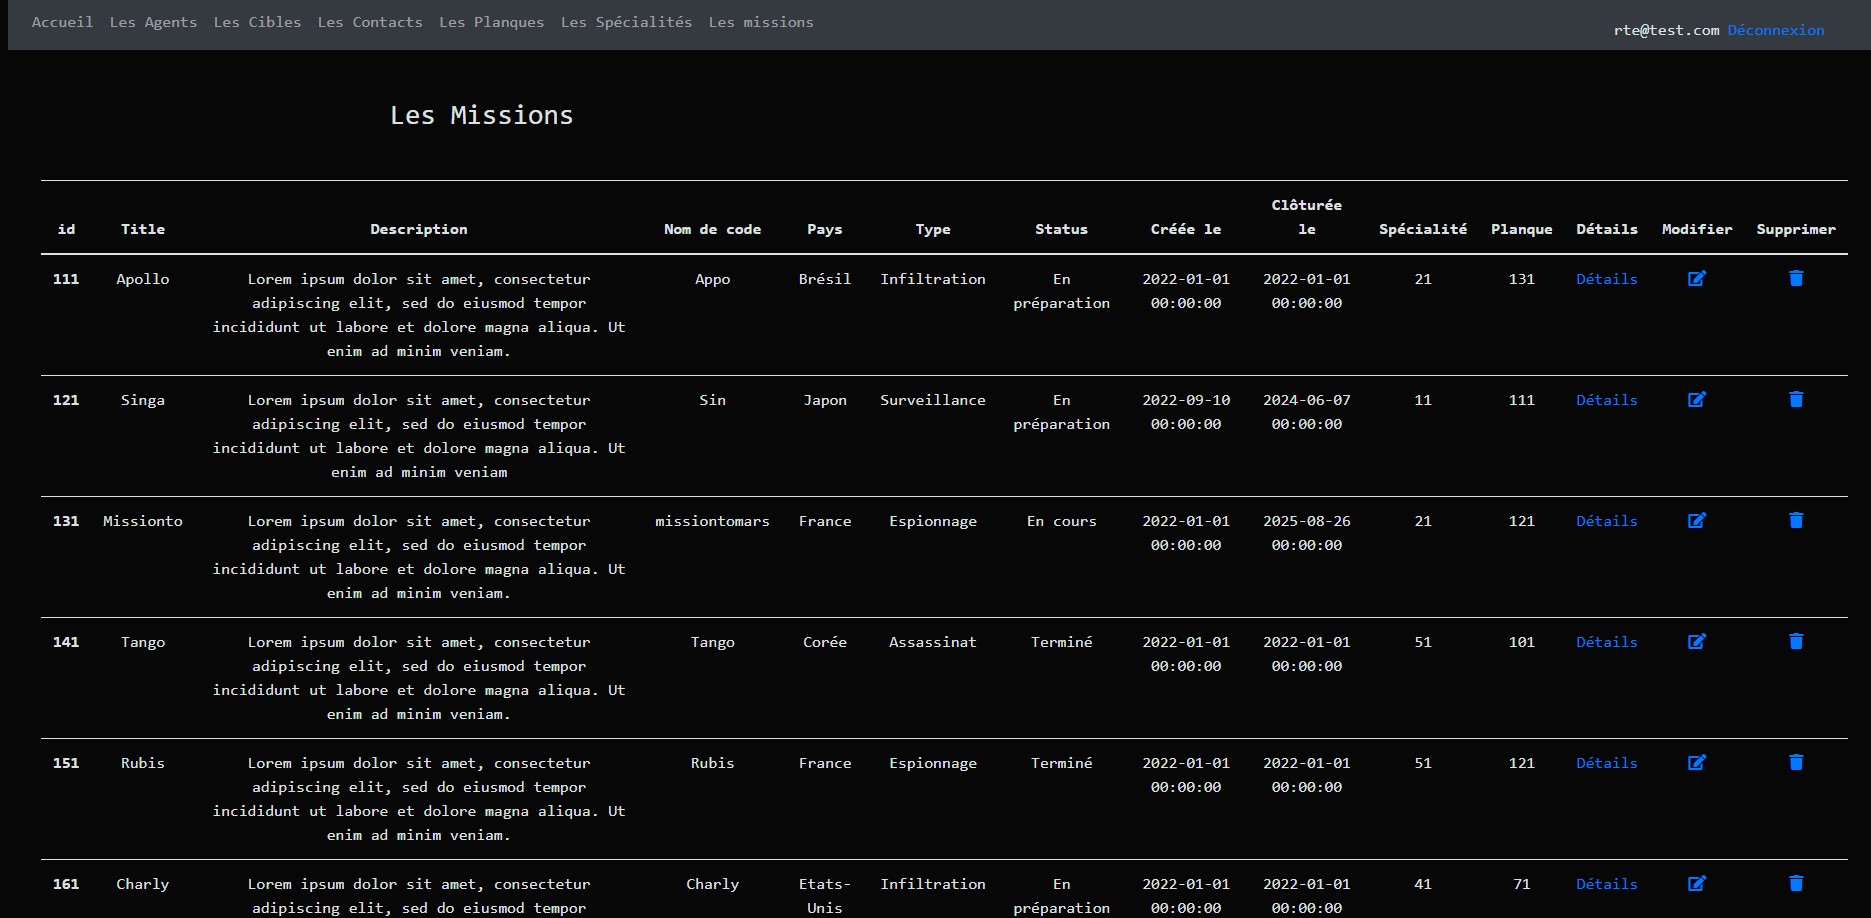 Accueil Les Agents Les Cibles Les Contacts Les Planques Les Spécialités Les missions
rte@test.com Déconnexion
Les Missions
id Title Description Nom de code Pays Type Status Créée le Clôturée le Spécialité Planque Détails Modifier Supprimer
111 Apollo Lorem ipsum dolor sit amet, consectetur Appo Brésil Infiltration En 2022-01-01 2022-01-01 21 131 Détails
adipiscing elit, sed do eiusmod tempor préparation 00:00:00 00:00:00
incididunt ut labore et dolore magna aliqua. Ut
enim ad minim veniam.
121 Singa Lorem ipsum dolor sit amet, consectetur Sin Japon Surveillance En 2022-09-10 2024-06-07 11 111 Détails
adipiscing elit, sed do eiusmod tempor préparation 00:00:00 00:00:00
incididunt ut labore et dolore magna aliqua. Ut
enim ad minim veniam
131 Missionto Lorem ipsum dolor sit amet, consectetur missiontomars France Espionnage En cours 2022-01-01 2025-08-26 21 121 Détails
adipiscing elit, sed do eiusmod tempor 00:00:00 00:00:00
incididunt ut labore et dolore magna aliqua. Ut
enim ad minim veniam.
141 Tango Lorem ipsum dolor sit amet, consectetur Tango Corée Assassinat Terminé 2022-01-01 2022-01-01 51 101 Détails
adipiscing elit, sed do eiusmod tempor 00:00:00 00:00:00
incididunt ut labore et dolore magna aliqua. Ut
enim ad minim veniam.
151 Rubis Lorem ipsum dolor sit amet, consectetur Rubis France Espionnage Terminé 2022-01-01 2022-01-01 51 121 Détails
adipiscing elit, sed do eiusmod tempor 00:00:00 00:00:00
incididunt ut labore et dolore magna aliqua. Ut
enim ad minim veniam.
161 Charly Lorem ipsum dolor sit amet, consectetur Charly Etats- Infiltration En 2022-01-01 2022-01-01 41 71 Détails
adipiscing elit, sed do eiusmod tempor Unis préparation 00:00:00 00:00:00